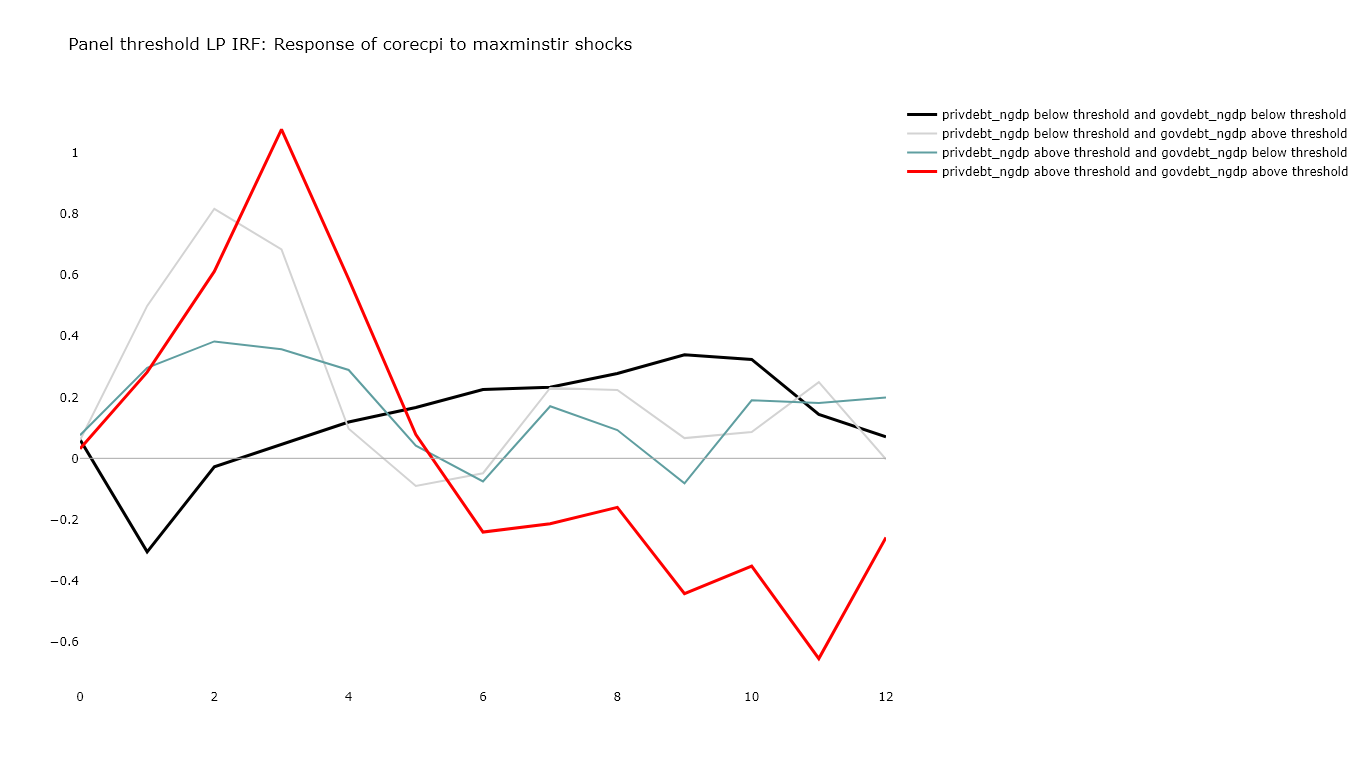 Panel threshold LP IRF: Response of corecpi to maxminstir shocks
privdebt_ngdp below threshold and govdebt_ngdp below threshold
privdebt_ngdp below threshold and govdebt_ngdp above threshold
privdebt_ngdp above threshold and govdebt_ngdp below threshold
privdebt_ngdp above threshold and govdebt_ngdp above threshold
1
0.8
0.6
0.4
0.2
0
−0.2
−0.4
−0.6
0 2 4 6 8 10 12